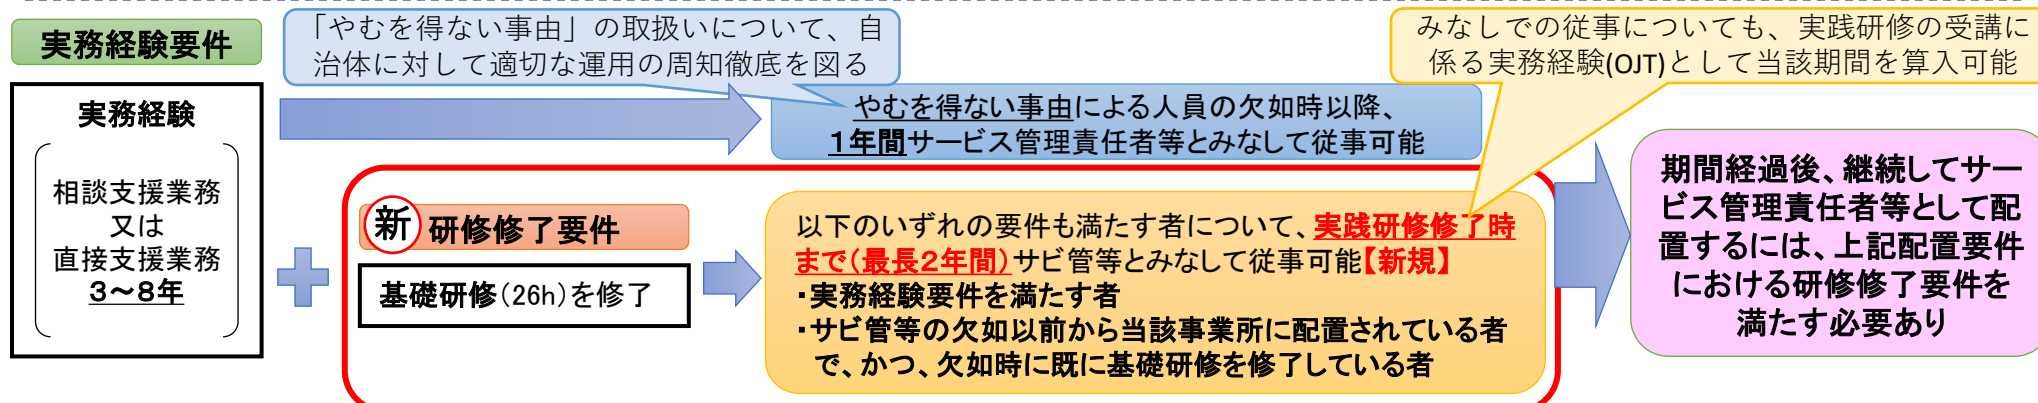 実務経験要件
「やむを得ない事由」の取扱いについて、自
治体に対して適切な運用の周知徹底を図る
みなしでの従事についても、実践研修の受講に
係る実務経験(OJT)として当該期間を算入可能
実務経験
相談支援業務
又は
直接支援業務
３～８年
やむを得ない事由による人員の欠如時以降、
１年間サービス管理責任者等とみなして従事可能
新 研修修了要件
基礎研修(26h)を修了
以下のいずれの要件も満たす者について、実践研修修了時
まで(最長２年間)サビ管等とみなして従事可能【新規】
・実務経験要件を満たす者
・サビ管等の欠如以前から当該事業所に配置されている者
で、かつ、欠如時に既に基礎研修を修了している者
期間経過後、継続してサー
ビス管理責任者等として配
置するには、上記配置要件
における研修修了要件を
満たす必要あり